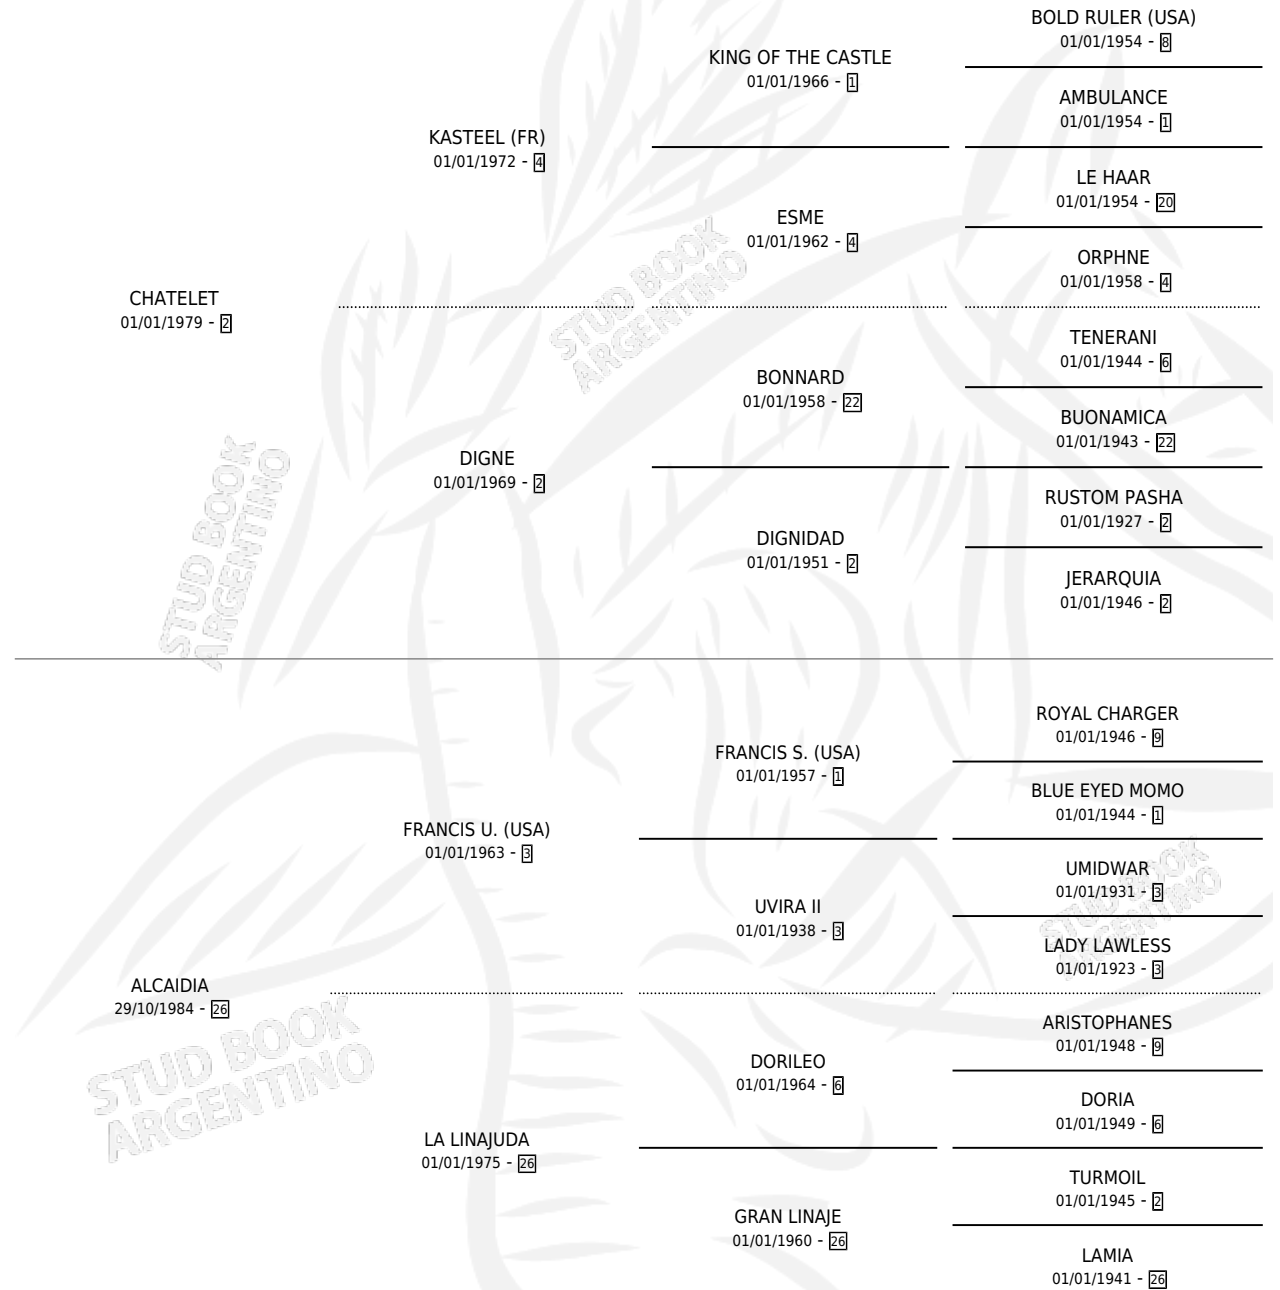 BOLD RULER (USA)
01/01/1954 - 8
KING OF THE CASTLE
01/01/1966 - 1
AMBULANCE
01/01/1954 - 1
KASTEEL (FR)
01/01/1972 - 4
LE HAAR
01/01/1954 - 20
ESME
01/01/1962 - 4
ORPHNE
01/01/1958 - 4
CHATELET
01/01/1979 - 2
STUD BOOK
ARGENTINO
TENERANI
01/01/1944 - 6
BONNARD
01/01/1958 - 22
BUONAMICA
01/01/1943 - 22
DIGNE
01/01/1969 - 2
RUSTOM PASHA
01/01/1927 - 2
DIGNIDAD
01/01/1951 - 2
JERARQUIA
01/01/1946 - 2
STUD BOOK
ARGENTINO
ROYAL CHARGER
01/01/1946 - 9
FRANCIS S. (USA)
01/01/1957 - 1
BLUE EYED MOMO
01/01/1944 - 1
FRANCIS U. (USA)
01/01/1963 - 3
UMIDWAR
01/01/1931 - 3
UVIRA II
01/01/1938 - 3
LADY LAWLESS
01/01/1923 - 3
STUD BOOK
ARGENTINO
ALCAIDIA
29/10/1984 - 26
ARISTOPHANES
01/01/1948 - 9
DORILEO
01/01/1964 - 6
DORIA
01/01/1949 - 6
STUD BOOK
ARGENTINO
LA LINAJUDA
01/01/1975 - 26
TURMOIL
01/01/1945 - 2
GRAN LINAJE
01/01/1960 - 26
LAMIA
01/01/1941 - 26